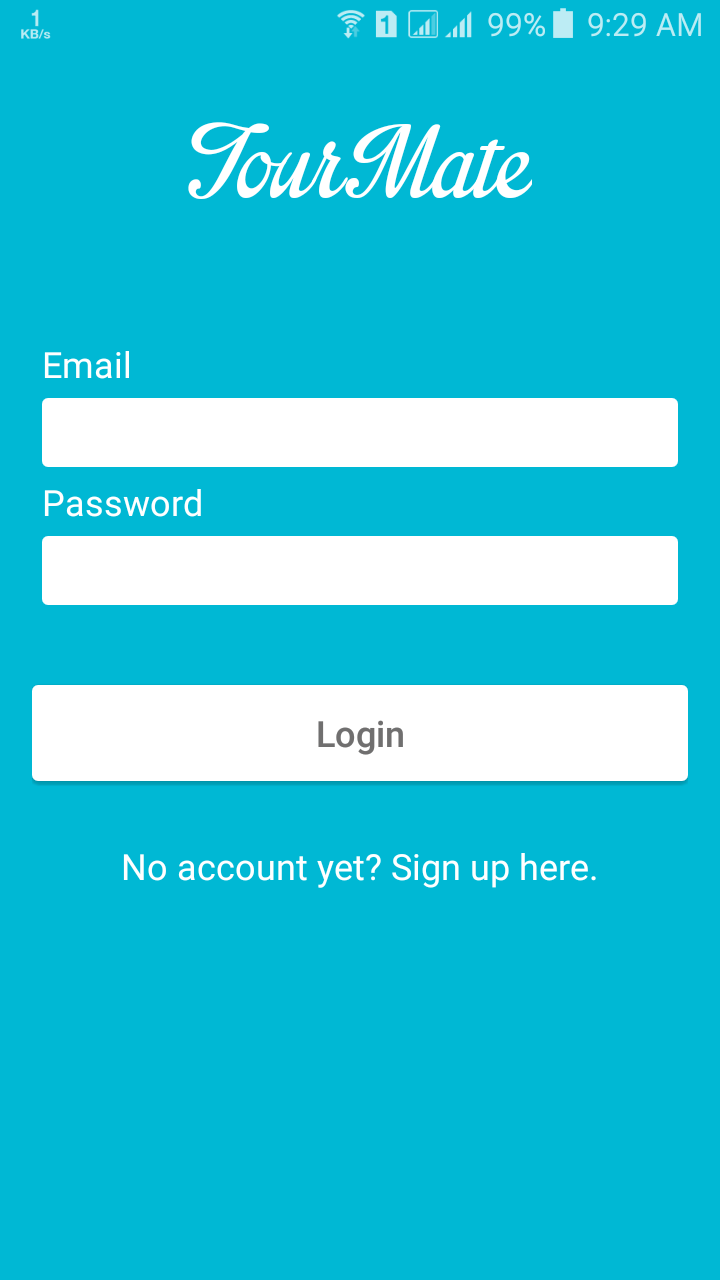 1
KB/s
1
99%
9:29 AM
TourMate
Email
Password
Login
No account yet? Sign up here.